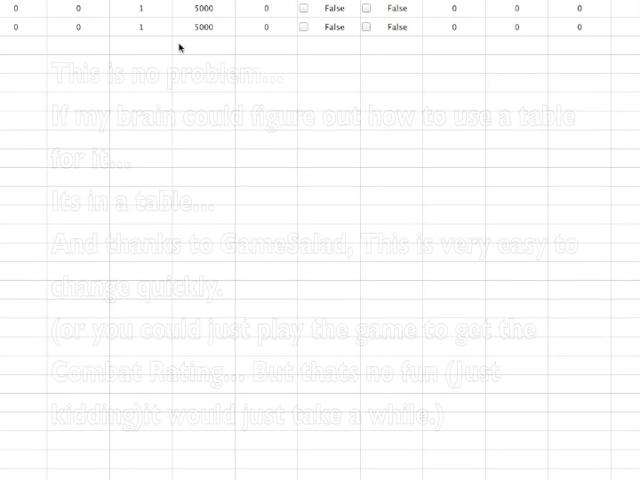 0 0 1 5000 0 False False 0 0 0
0 0 1 5000 0 False False 0 0 0
This is no problem...
If my brain could figure out how to use a table
for it...
Its in a table...
And thanks to GameSalad, This is very easy to
change quickly.
(or you could just play the game to get the
Combat Rating... But thats no fun (Just
kidding)it would just take a while.)